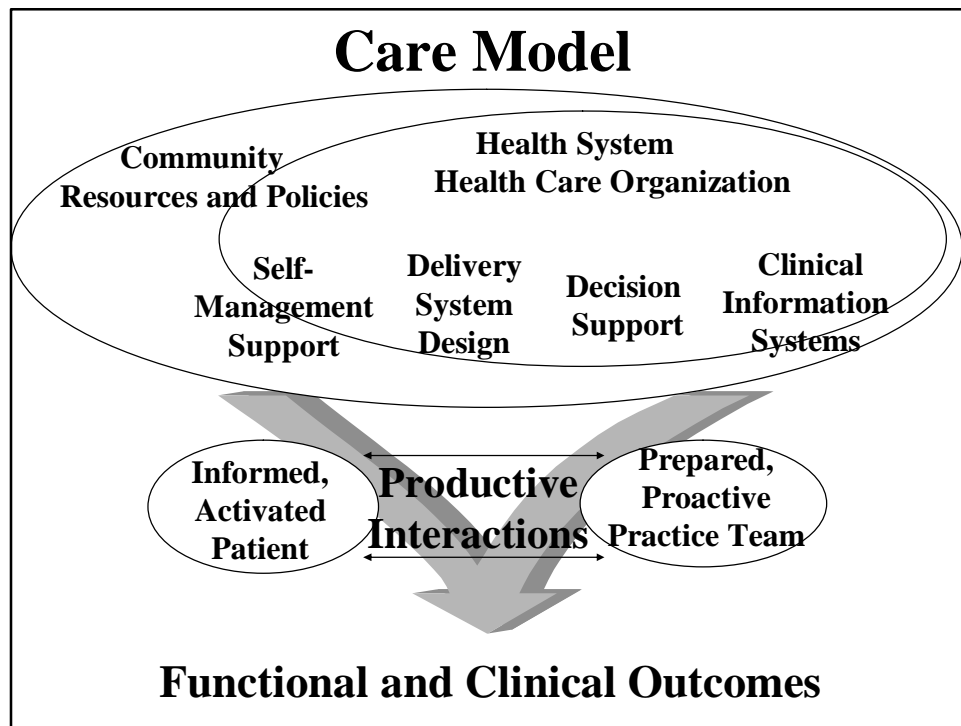 Care Model
Community
Resources and Policies
Health System
Health Care Organization
Self-
Management
Support
Delivery
System
Design
Decision
Support
Clinical
Information
Systems
Informed,
Activated
Patient
Productive
Interactions
Prepared,
Proactive
Practice Team
Functional and Clinical Outcomes